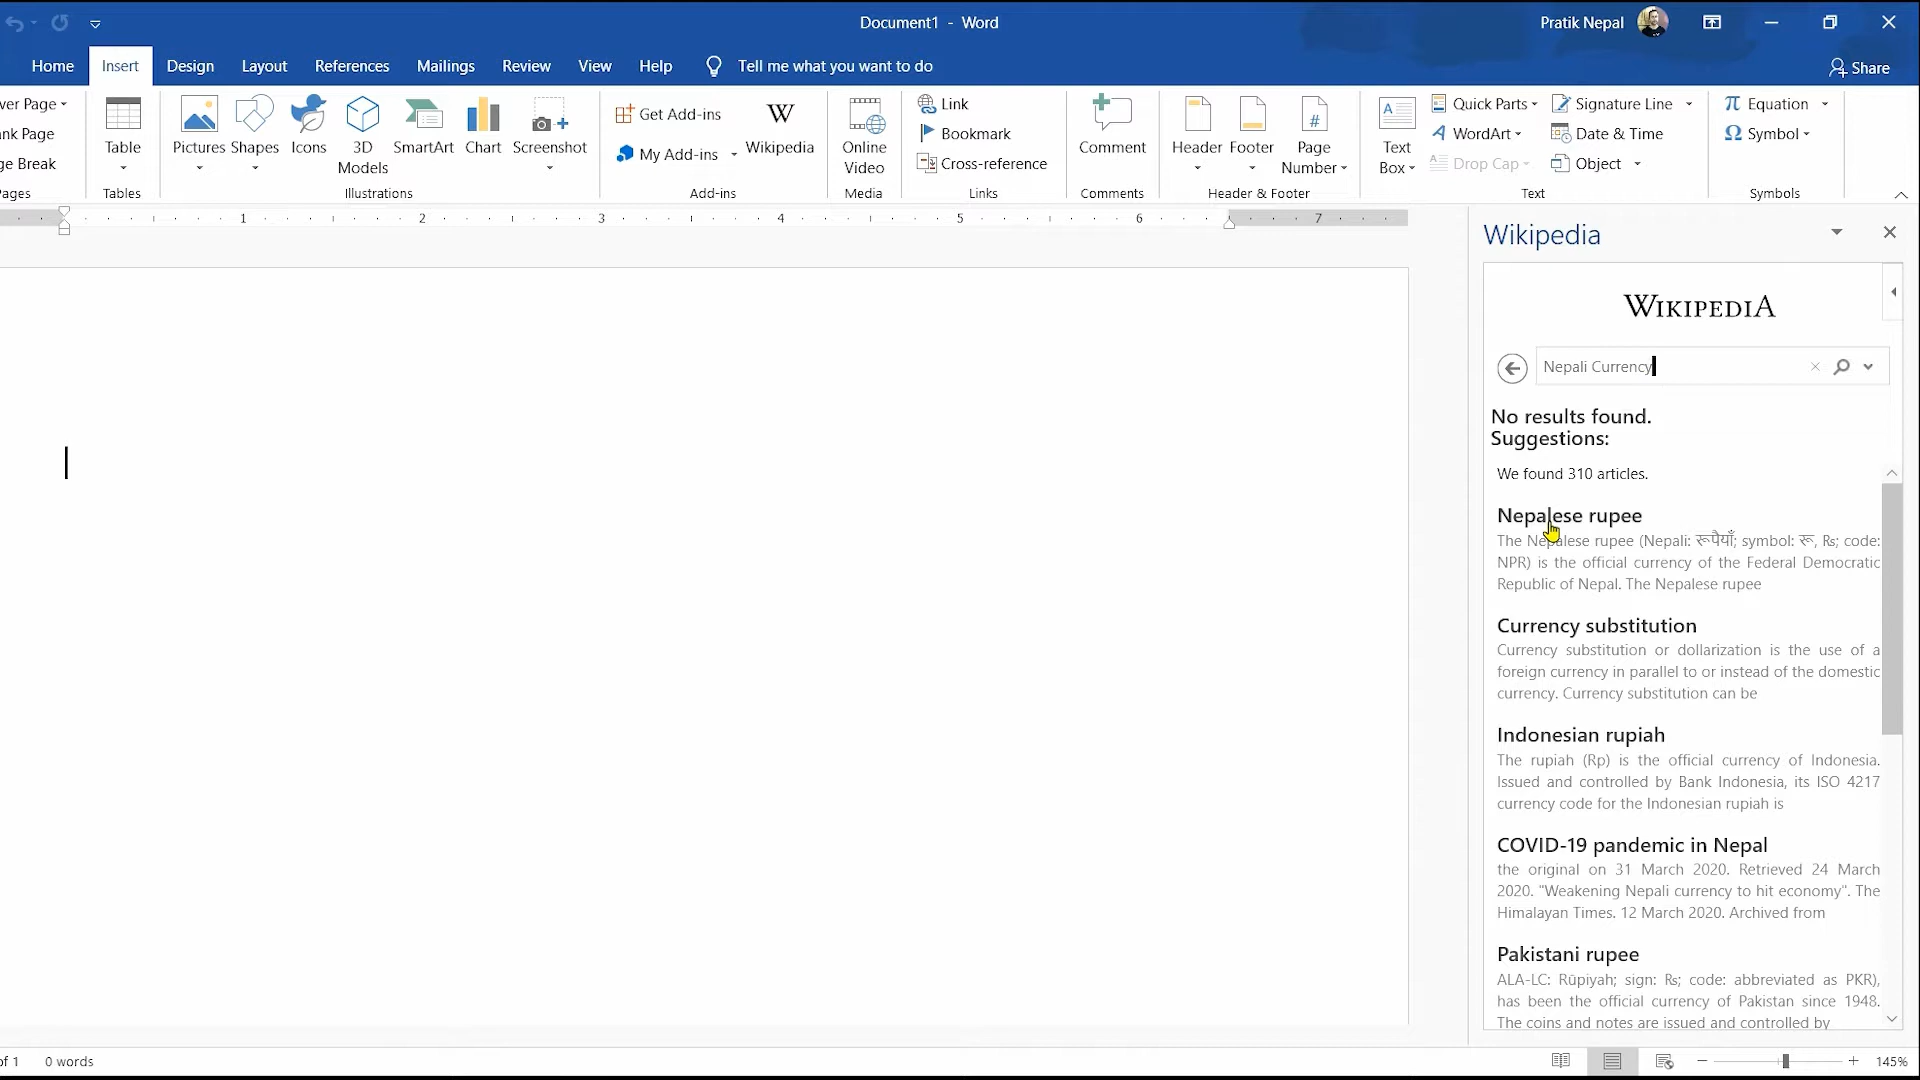 Document1 - Word
Pratik Nepal
Home Insert Design Layout References Mailings Review View Help Tell me what you want to do
Share
ver Page
nk Page
ge Break
ages
Table
Tables
Pictures Shapes Icons 3D Models SmartArt Chart Screenshot
Illustrations
Get Add-ins
My Add-ins
W
Wikipedia
Add-ins
Online Video
Media
Link
Bookmark
Cross-reference
Links
Comment
Comments
Header Footer Page Number
#
Header & Footer
A
Text Box
Quick Parts
WordArt
Drop Cap
Signature Line
Date & Time
Object
Text
π Equation
Ω Symbol
Symbols
1 2 3 4 5 6 7
Wikipedia
WIKIPEDIA
Nepali Currency
No results found.
Suggestions:
We found 310 articles.
Nepalese rupee
The Nepalese rupee (Nepali: रूपैयाँ; symbol: रू, ₨; code:
NPR) is the official currency of the Federal Democratic
Republic of Nepal. The Nepalese rupee
Currency substitution
Currency substitution or dollarization is the use of a
foreign currency in parallel to or instead of the domestic
currency. Currency substitution can be
Indonesian rupiah
The rupiah (Rp) is the official currency of Indonesia.
Issued and controlled by Bank Indonesia, its ISO 4217
currency code for the Indonesian rupiah is
COVID-19 pandemic in Nepal
the original on 31 March 2020. Retrieved 24 March
2020. "Weakening Nepali currency to hit economy". The
Himalayan Times. 12 March 2020. Archived from
Pakistani rupee
ALA-LC: Rūpiyah; sign: ₨; code: abbreviated as PKR),
has been the official currency of Pakistan since 1948.
The coins and notes are issued and controlled by
of 1 0 words
145%